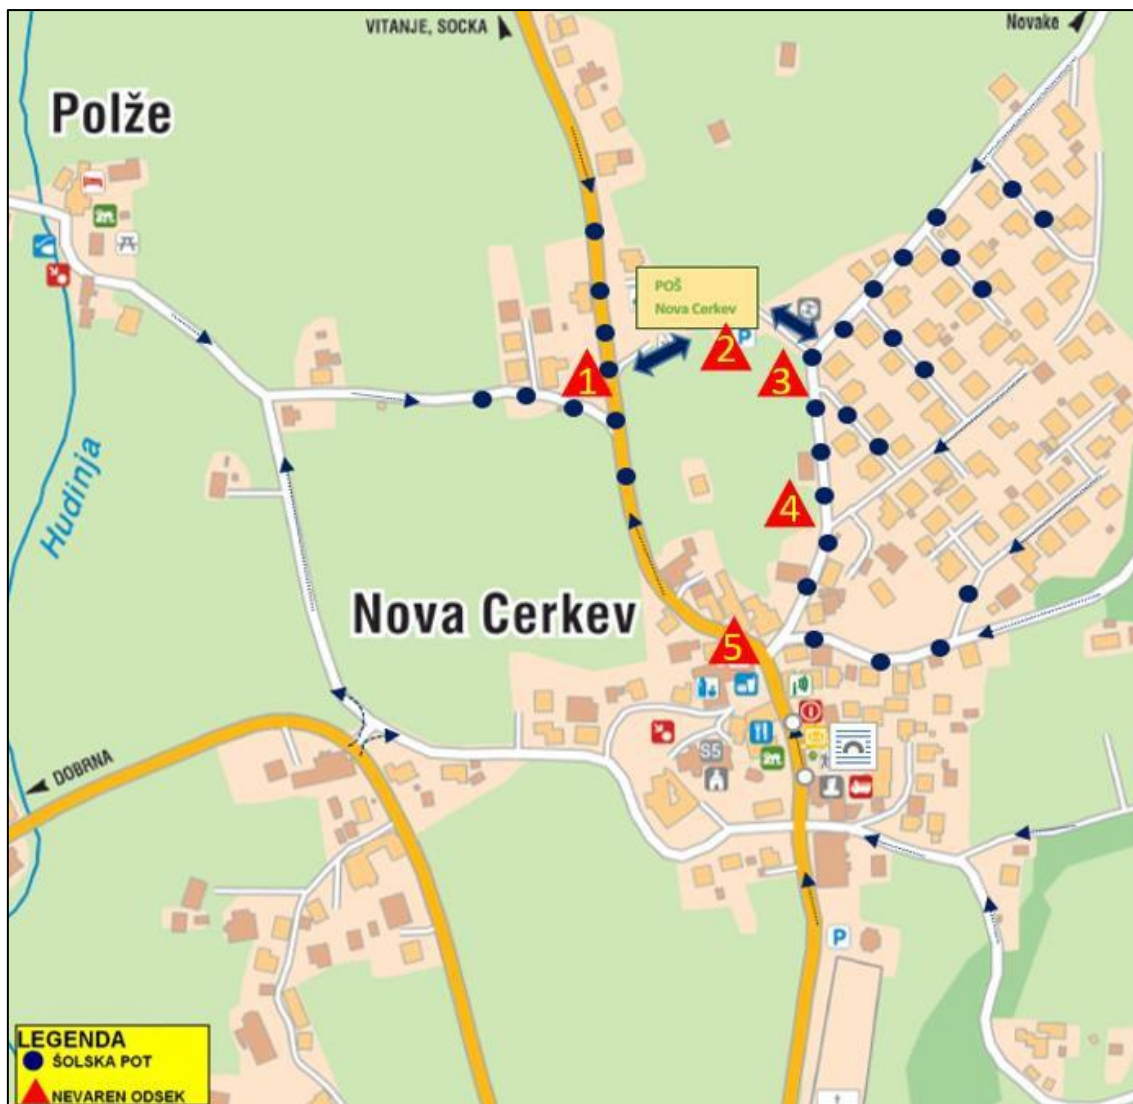 VITANJE, SOCKA
Novake
Polže
POŠ
Nova Cerkev
P
1
2
3
4
Hudinja
Nova Cerkev
5
S5
DOBRNA
P
LEGENDA
ŠOLSKA POT
NEVAREN ODSEK